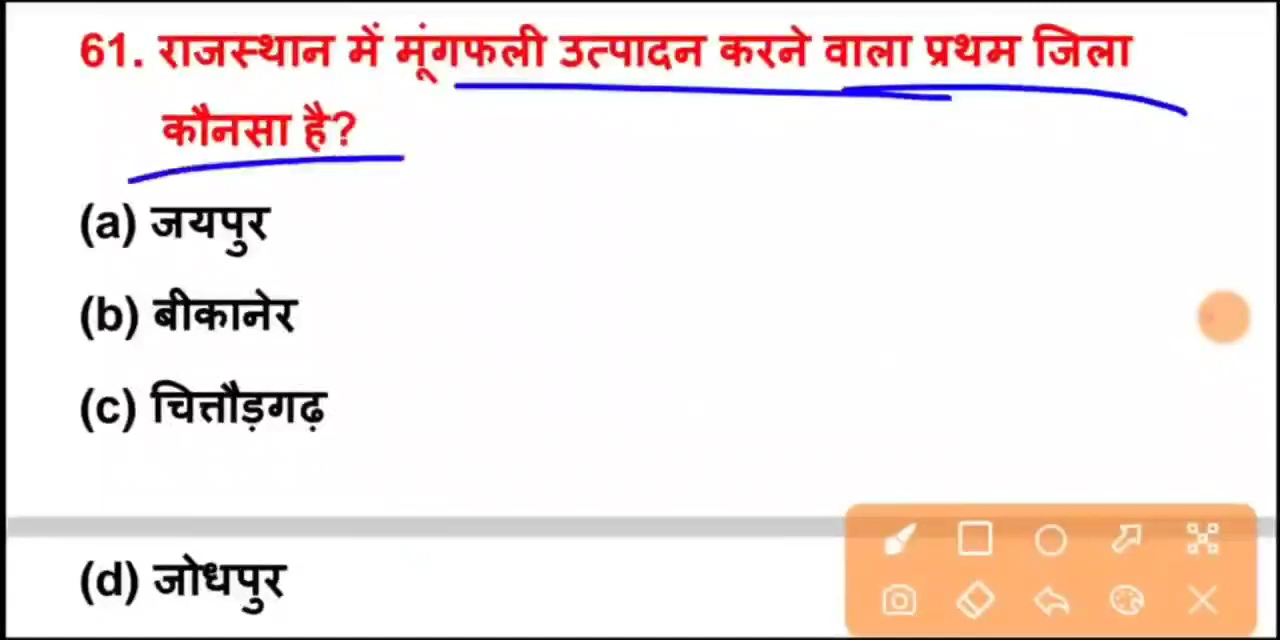 61. राजस्थान में मूंगफली उत्पादन करने वाला प्रथम जिला
कौनसा है?
(a) जयपुर
(b) बीकानेर
(c) चित्तौड़गढ़
(d) जोधपुर